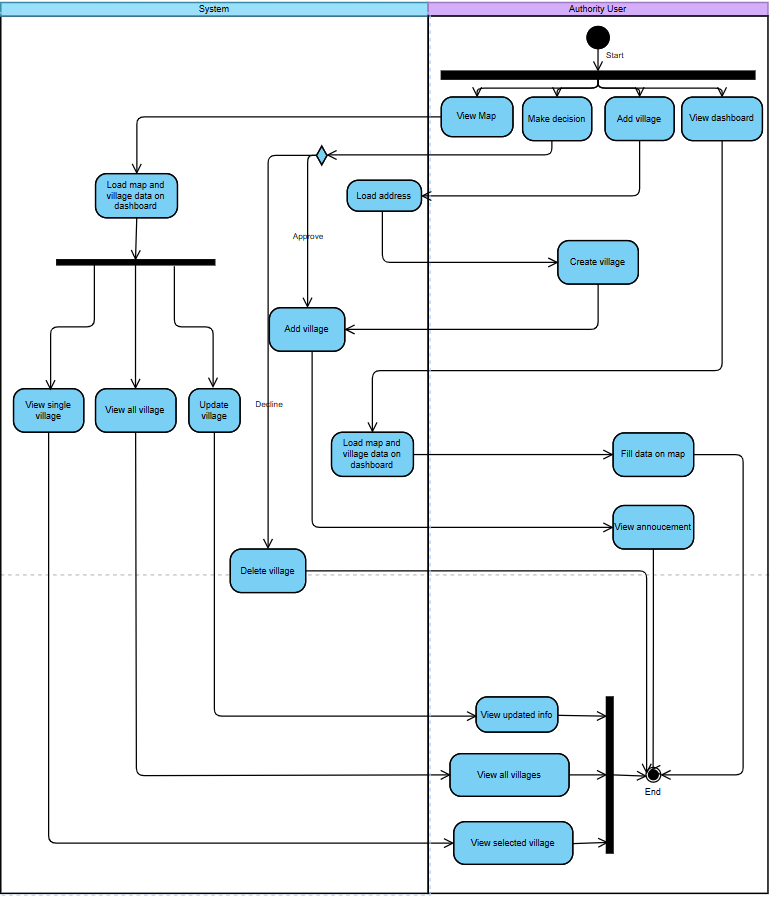 System
Authority User
Start
View Map
Make decision
Add village
View dashboard
Load map and
village data on
dashboard
Load address
Approve
Create village
Add village
View single
village
View all village
Update
village
Decline
Load map and
village data on
dashboard
Fill data on map
View annoucement
Delete village
View updated info
View all villages
End
View selected village